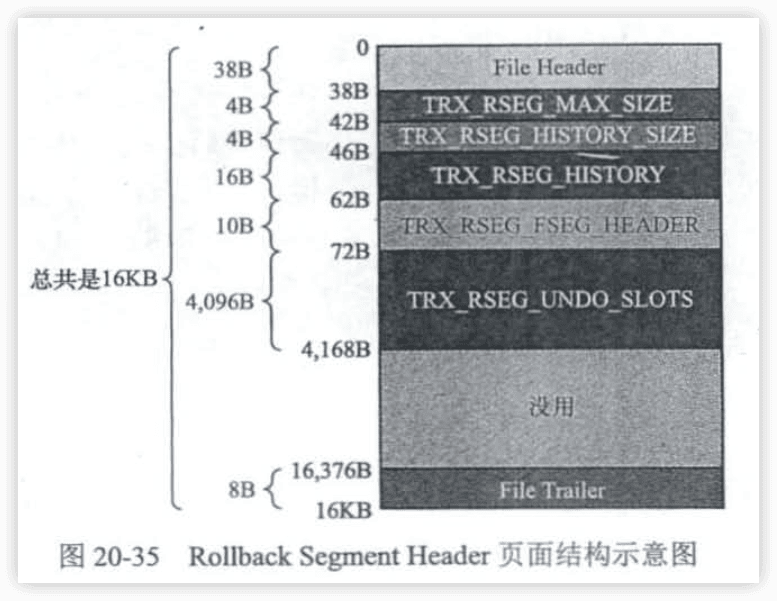 0
File Header
38B
38B
TRX_RSEG_MAX_SIZE
4B
42B
TRX_RSEG_HISTORY_SIZE
4B
46B
TRX_RSEG_HISTORY
16B
62B
TRX_RSEG_FSEG_HEADER
10B
72B
总共是16KB
TRX_RSEG_UNDO_SLOTS
4,096B
4,168B
没用
16,376B
8B
File Trailer
16KB
图 20-35 Rollback Segment Header 页面结构示意图